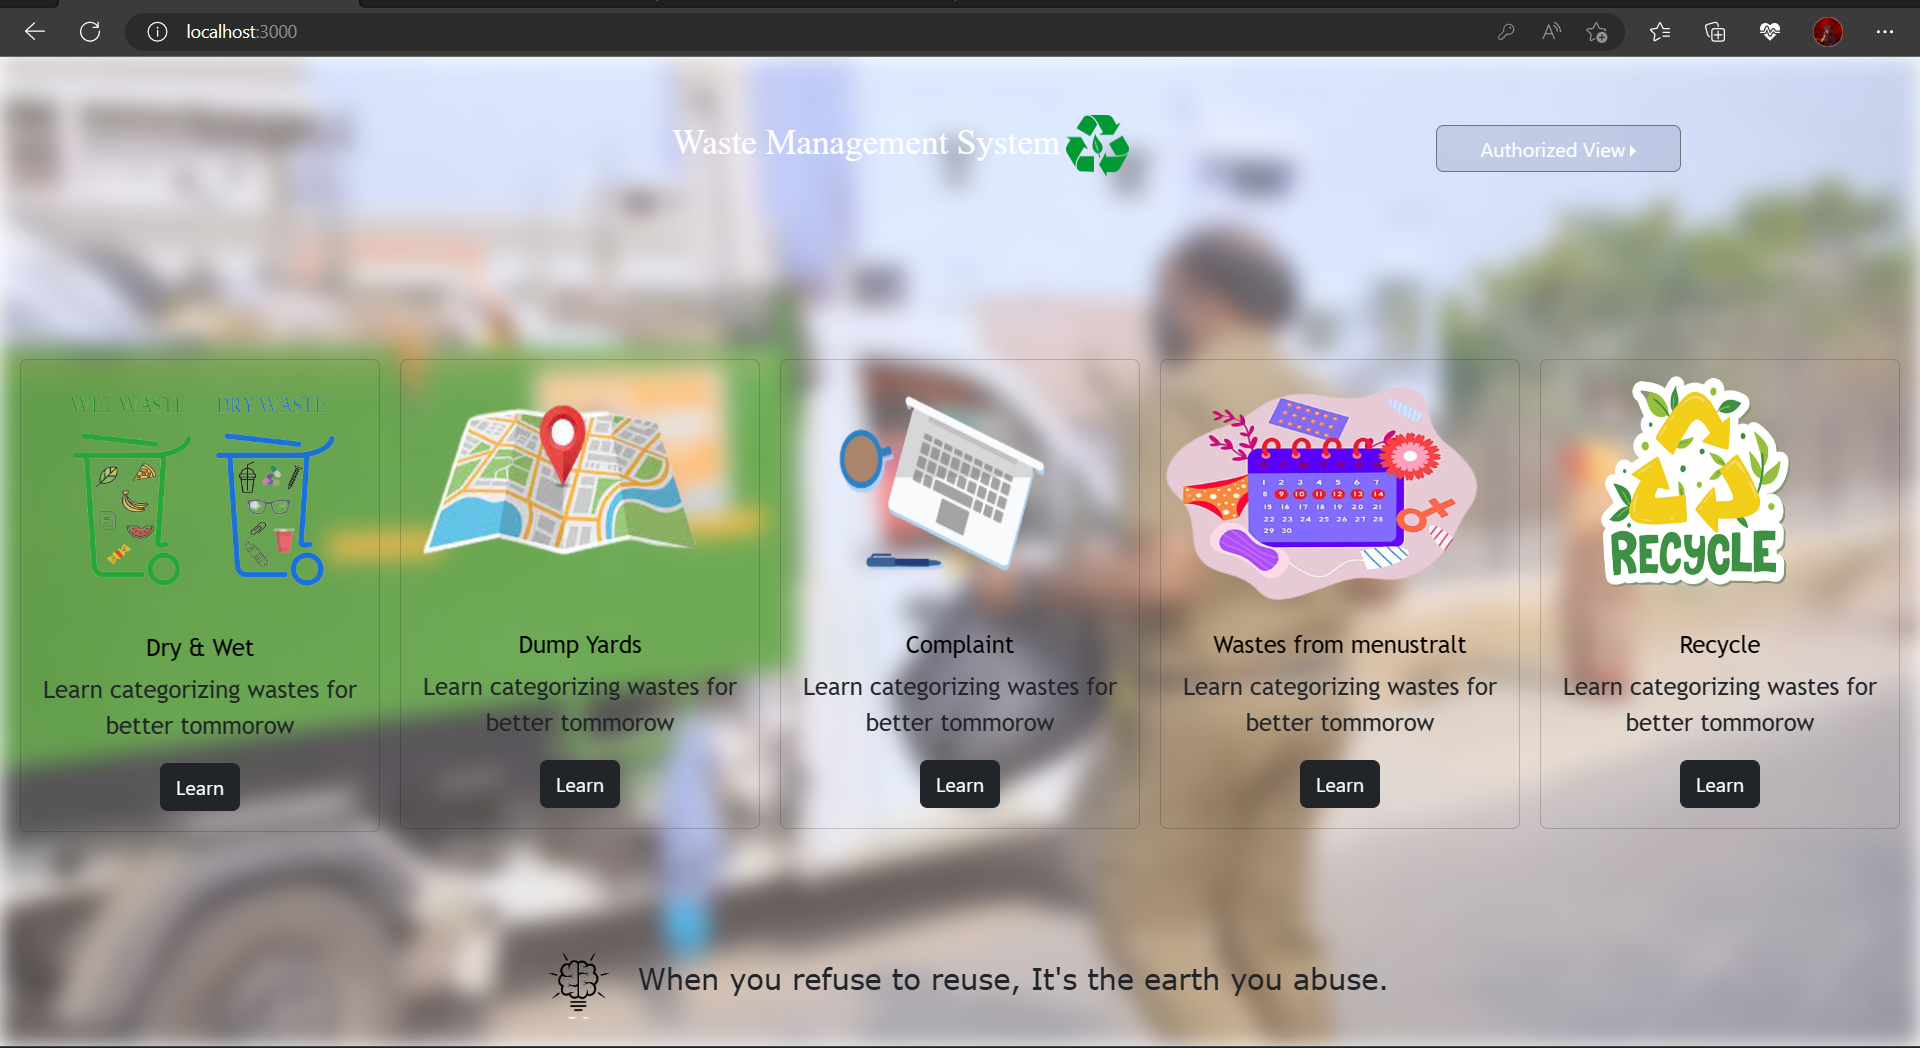 localhost:3000
Waste Management System
Authorized View
WET WASTE DRY WASTE
1 2 3 4 5 6 7
8 9 10 11 12 13 14
15 16 17 18 19 20 21
22 23 24 25 26 27 28
29 30
RECYCLE
Dry & Wet
Learn categorizing wastes for
better tommorow
Learn
Dump Yards
Learn categorizing wastes for
better tommorow
Learn
Complaint
Learn categorizing wastes for
better tommorow
Learn
Wastes from menustralt
Learn categorizing wastes for
better tommorow
Learn
Recycle
Learn categorizing wastes for
better tommorow
Learn
When you refuse to reuse, It's the earth you abuse.